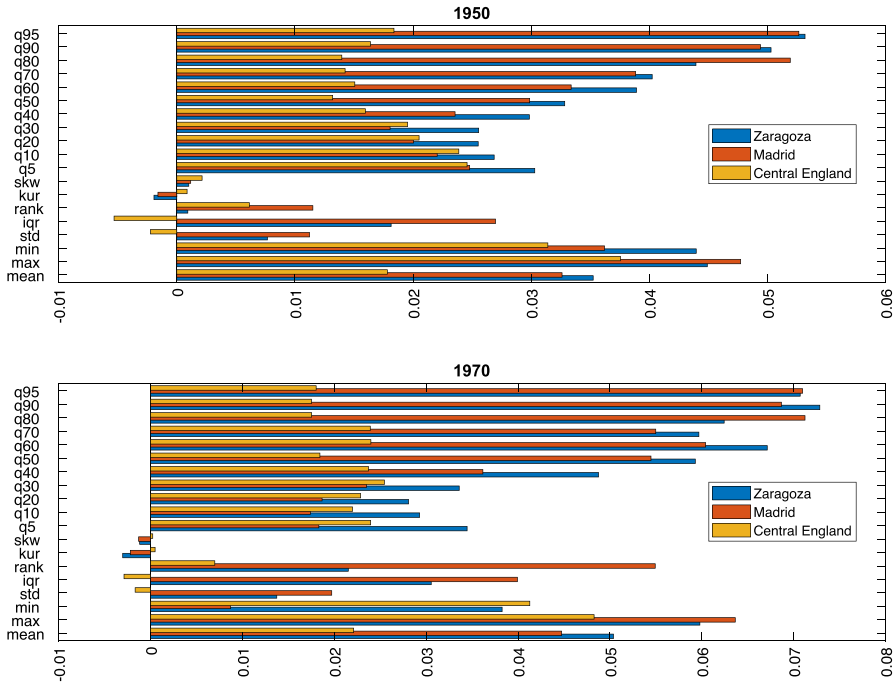 1950
q95
q90
q80
q70
q60
q50
q40
q30
q20
q10
q5
skw
kur
rank
iqr
std
min
max
mean
Zaragoza
Madrid
Central England
-0.01 0 0.01 0.02 0.03 0.04 0.05 0.06
1970
q95
q90
q80
q70
q60
q50
q40
q30
q20
q10
q5
skw
kur
rank
iqr
std
min
max
mean
Zaragoza
Madrid
Central England
-0.01 0 0.01 0.02 0.03 0.04 0.05 0.06 0.07 0.08